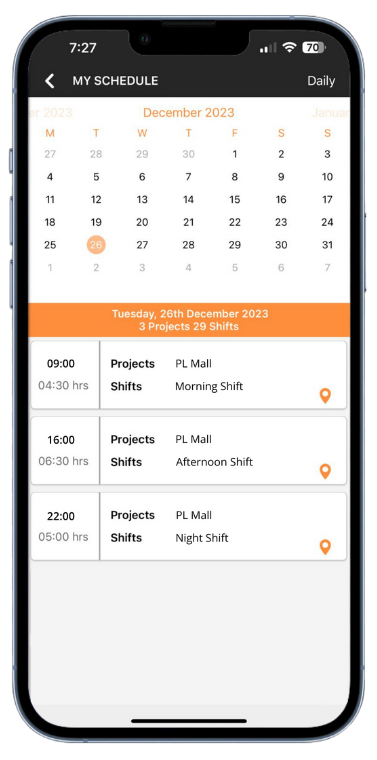 7:27
70
MY SCHEDULE Daily
er 2023 December 2023 Januar
M T W T F S S
27 28 29 30 1 2 3
4 5 6 7 8 9 10
11 12 13 14 15 16 17
18 19 20 21 22 23 24
25 26 27 28 29 30 31
1 2 3 4 5 6 7
Tuesday, 26th December 2023
3 Projects 29 Shifts
09:00 Projects PL Mall
04:30 hrs Shifts Morning Shift
16:00 Projects PL Mall
06:30 hrs Shifts Afternoon Shift
22:00 Projects PL Mall
05:00 hrs Shifts Night Shift